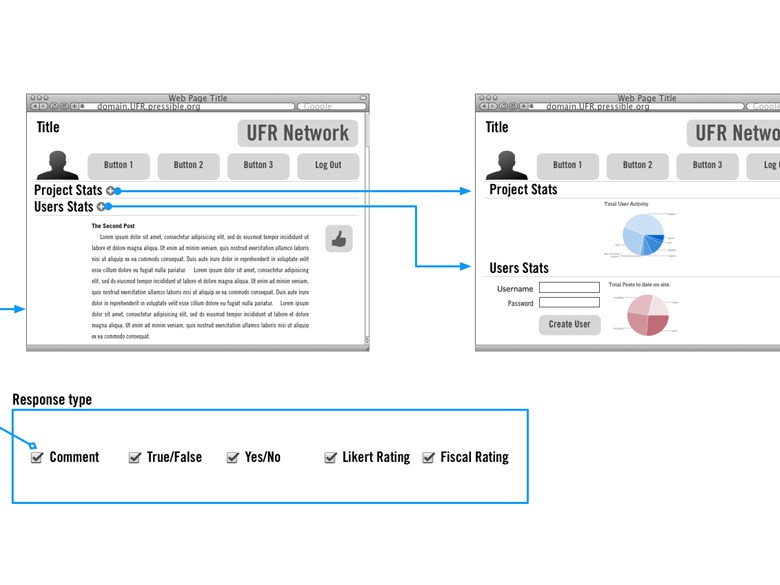 Web Page Title
domain.UFR.pressible.org
Google
Title
UFR Network
Button 1
Button 2
Button 3
Log Out
Project Stats
Users Stats
The Second Post
Lorem ipsum dolor sit amet, consectetur adipisicing elit, sed do eiusmod tempor incididunt ut
labore et dolore magna aliqua. Ut enim ad minim veniam, quis nostrud exercitation ullamco laboris
nisi ut aliquip ex ea commodo consequat. Duis aute irure dolor in reprehenderit in voluptate velit
esse cillum dolore eu fugiat nulla pariatur. Lorem ipsum dolor sit amet, consectetur adipisicing
elit, sed do eiusmod tempor incididunt ut labore et dolore magna aliqua. Ut enim ad minim veniam,
quis nostrud exercitation ullamco laboris nisi ut aliquip ex ea commodo consequat. Duis aute irure
dolor in reprehenderit in voluptate velit esse cillum dolore eu fugiat nulla pariatur. Lorem ipsum
dolor sit amet, consectetur adipisicing elit, sed do eiusmod tempor incididunt ut labore et dolore
magna aliqua. Ut enim ad minim veniam, quis nostrud exercitation ullamco laboris nisi ut aliquip
ex ea commodo consequat.
Web Page Title
domain.UFR.pressible.org
Google
Title
UFR Netwo
Button 1
Button 2
Button 3
Log
Project Stats
Total User Activity
Users Stats
Total Posts to date on site.
Username
Password
Create User
Response type
Comment
True/False
Yes/No
Likert Rating
Fiscal Rating